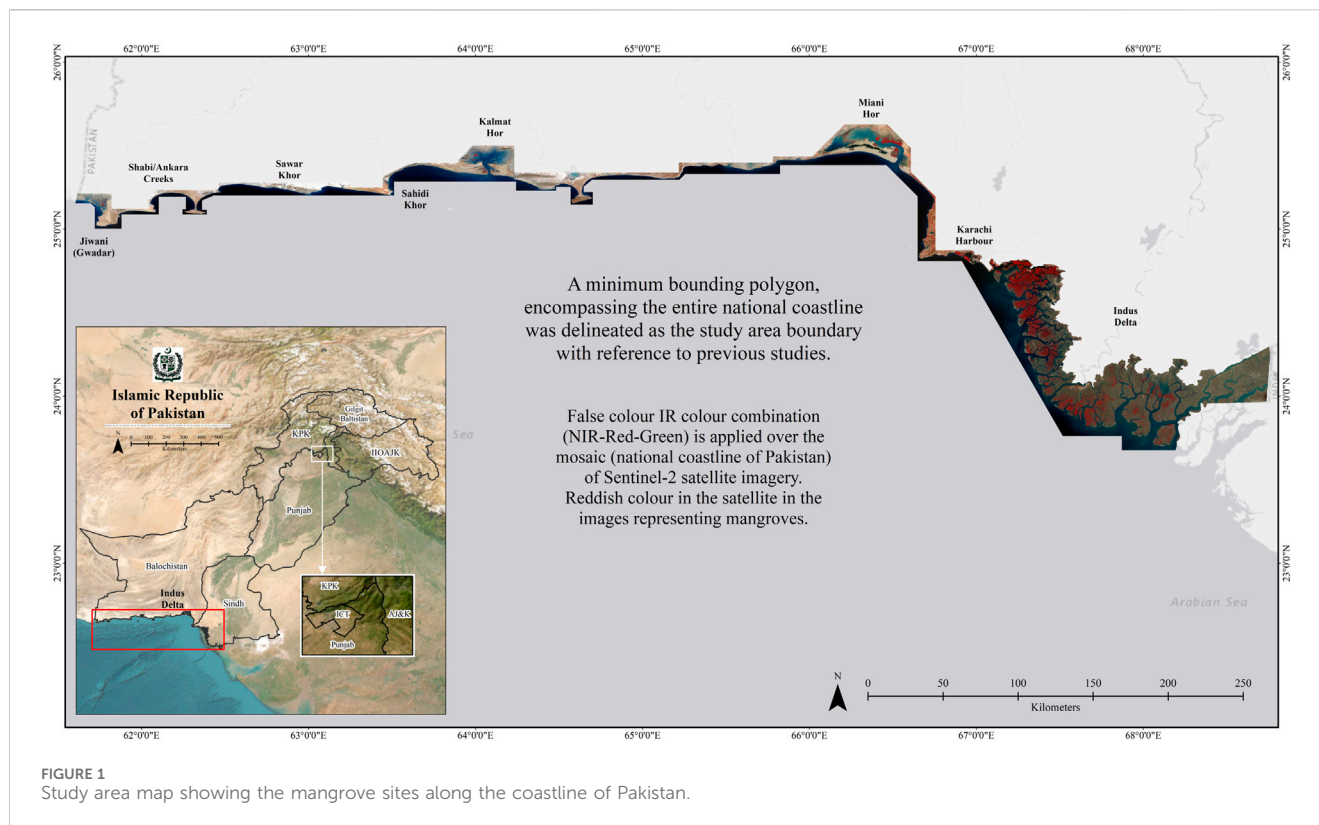 62°0'0"E 63°0'0"E 64°0'0"E 65°0'0"E 66°0'0"E 67°0'0"E 68°0'0"E
26°0'0"N
26°0'0"N
PAKISTAN
Shabi/Ankara
Creeks
Sawar
Khor
Kalmat
Hor
Miani
Hor
Sahidi
Khor
25°0'0"N
25°0'0"N
Jiwani
(Gwadar)
Karachi
Harbour
Indus
Delta
A minimum bounding polygon,
encompassing the entire national coastline
was delineated as the study area boundary
with reference to previous studies.
False colour IR colour combination
(NIR-Red-Green) is applied over the
mosaic (national coastline of Pakistan)
of Sentinel-2 satellite imagery.
Reddish colour in the satellite in the
images representing mangroves.
24°0'0"N
24°0'0"N
23°0'0"N
23°0'0"N
Sea
Arabian Sea
Islamic Republic
of Pakistan
N
0 100 200 300 400 500
Kilometers
Gilgit
Baltistan
KPK
IIOAJK
Punjab
Balochistan
Indus
Delta
Sindh
KPK
ICT
AJ&K
Punjab
N
0 50 100 150 200 250
Kilometers
62°0'0"E 63°0'0"E 64°0'0"E 65°0'0"E 66°0'0"E 67°0'0"E 68°0'0"E
FIGURE 1
Study area map showing the mangrove sites along the coastline of Pakistan.